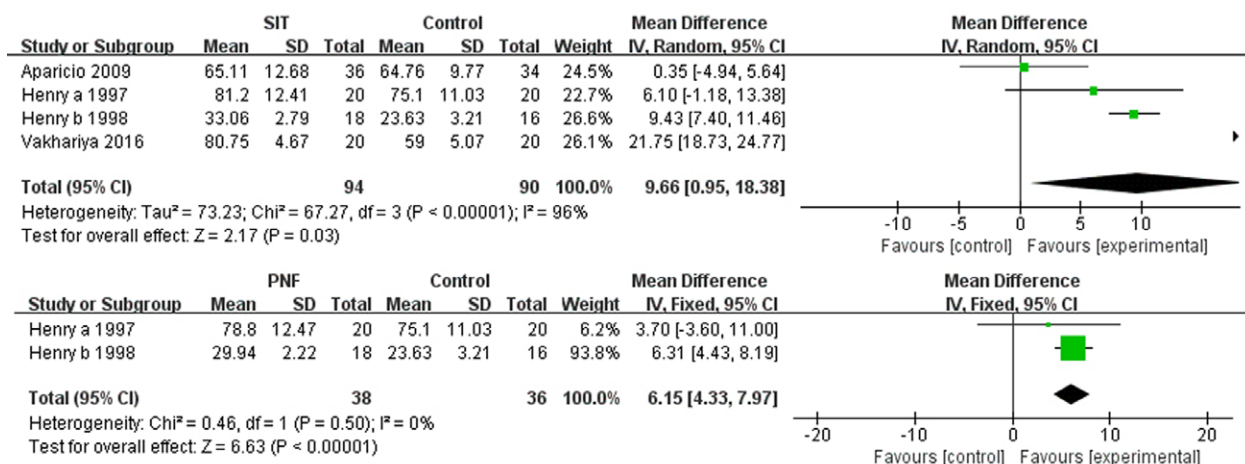 SIT Control Mean Difference Mean Difference
Study or Subgroup Mean SD Total Mean SD Total Weight IV, Random, 95% CI IV, Random, 95% CI
Aparicio 2009 65.11 12.68 36 64.76 9.77 34 24.5% 0.35 [-4.94, 5.64]
Henry a 1997 81.2 12.41 20 75.1 11.03 20 22.7% 6.10 [-1.18, 13.38]
Henry b 1998 33.06 2.79 18 23.63 3.21 16 26.6% 9.43 [7.40, 11.46]
Vakhariya 2016 80.75 4.67 20 59 5.07 20 26.1% 21.75 [18.73, 24.77]
Total (95% CI) 94 90 100.0% 9.66 [0.95, 18.38]
Heterogeneity: Tau² = 73.23; Chi² = 67.27, df = 3 (P < 0.00001); I² = 96%
Test for overall effect: Z = 2.17 (P = 0.03)
-10 -5 0 5 10
Favours [control] Favours [experimental]
PNF Control Mean Difference Mean Difference
Study or Subgroup Mean SD Total Mean SD Total Weight IV, Fixed, 95% CI IV, Fixed, 95% CI
Henry a 1997 78.8 12.47 20 75.1 11.03 20 6.2% 3.70 [-3.60, 11.00]
Henry b 1998 29.94 2.22 18 23.63 3.21 16 93.8% 6.31 [4.43, 8.19]
Total (95% CI) 38 36 100.0% 6.15 [4.33, 7.97]
Heterogeneity: Chi² = 0.46, df = 1 (P = 0.50); I² = 0%
Test for overall effect: Z = 6.63 (P < 0.00001)
-20 -10 0 10 20
Favours [control] Favours [experimental]